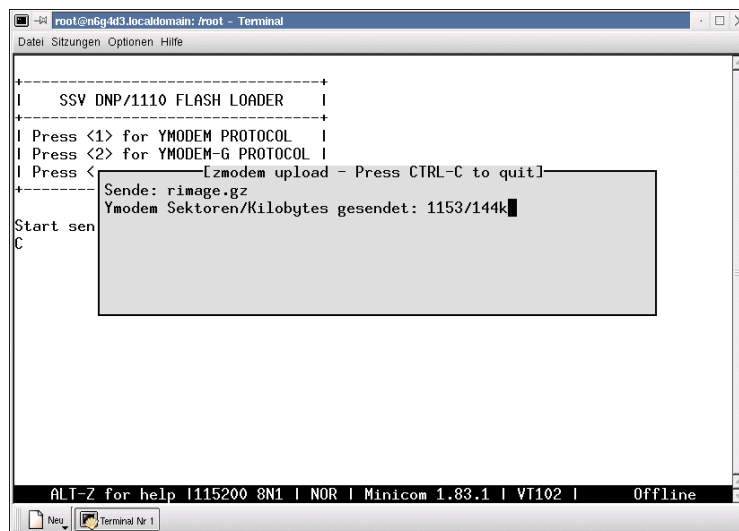 root@n6g4d3.localdomain: /root - Terminal
Datei Sitzungen Optionen Hilfe
+----------------------------------+
| SSV DNP/1110 FLASH LOADER |
+----------------------------------+
| Press <1> for YMODEM PROTOCOL |
| Press <2> for YMODEM-G PROTOCOL |
| Press <
[zmodem upload - Press CTRL-C to quit]
+--------
Sende: rimage.gz
Ymodem Sektoren/Kilobytes gesendet: 1153/144k
Start sen
C
ALT-Z for help |115200 8N1 | NOR | Minicom 1.83.1 | VT102 | Offline
Neu Terminal Nr 1